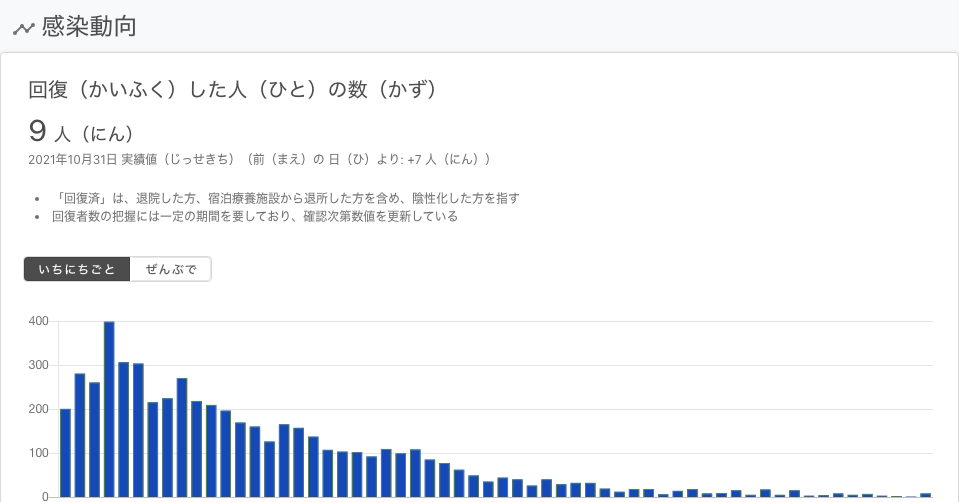 感染動向
回復（かいふく）した人（ひと）の数（かず）
9 人（にん）
2021年10月31日 実績値（じっせきち）（前（まえ）の 日（ひ）より: +7 人（にん））
• 「回復済」は、退院した方、宿泊療養施設から退所した方を含め、陰性化した方を指す
• 回復者数の把握には一定の期間を要しており、確認次第数値を更新している
いちにちごと ぜんぶで
400
300
200
100
0